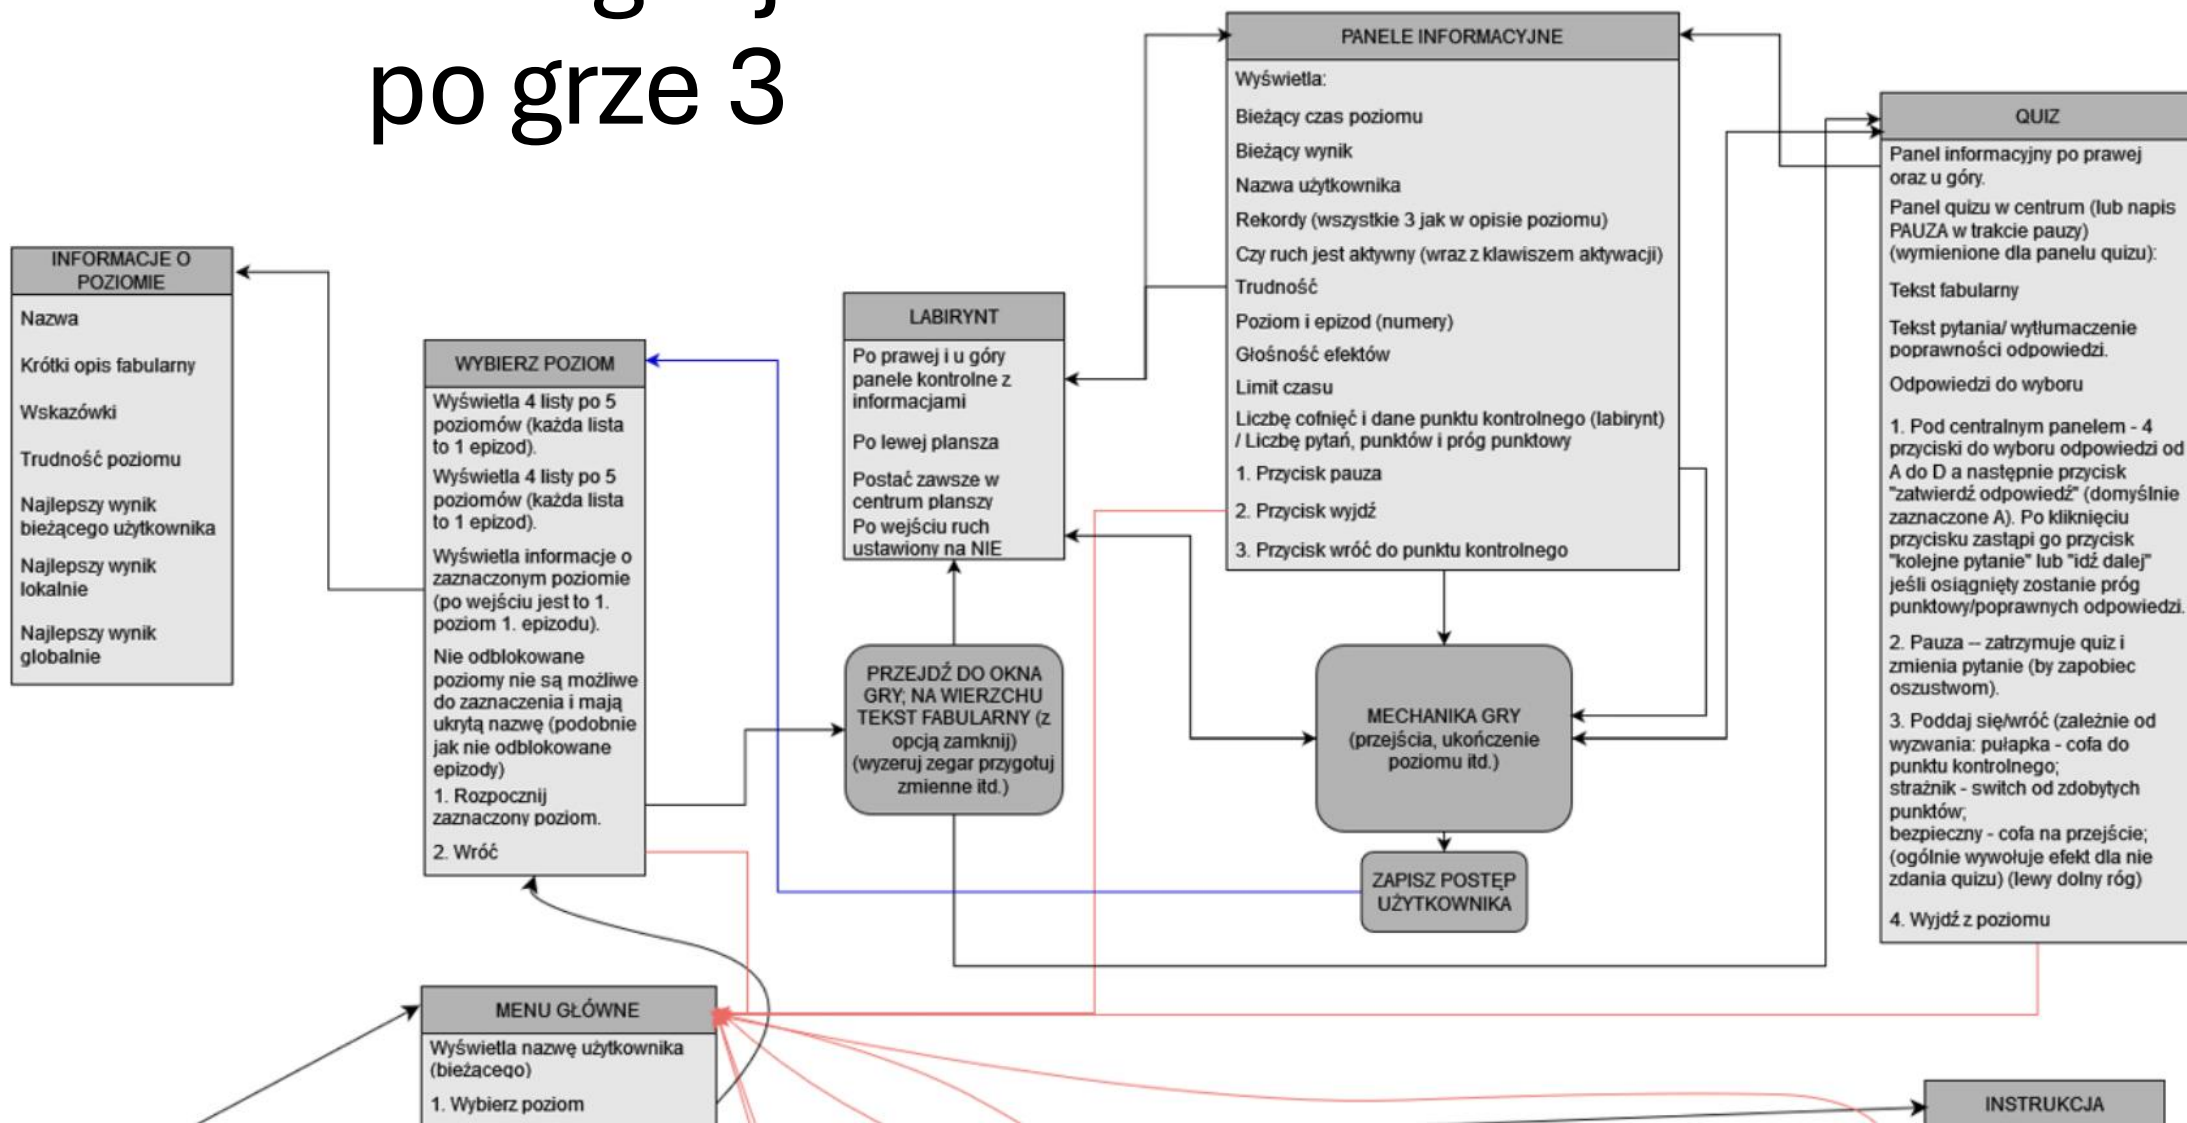 po grze 3
INFORMACJE O
POZIOMIE
Nazwa
Krótki opis fabularny
Wskazówki
Trudność poziomu
Najlepszy wynik
bieżącego użytkownika
Najlepszy wynik
lokalnie
Najlepszy wynik
globalnie
WYBIERZ POZIOM
Wyświetla 4 listy po 5
poziomów (każda lista
to 1 epizod).
Wyświetla 4 listy po 5
poziomów (każda lista
to 1 epizod).
Wyświetla informacje o
zaznaczonym poziomie
(po wejściu jest to 1.
poziom 1. epizodu).
Nie odblokowane
poziomy nie są możliwe
do zaznaczenia i mają
ukrytą nazwę (podobnie
jak nie odblokowane
epizody)
1. Rozpocznij
zaznaczony poziom.
2. Wróć
LABIRYNT
Po prawej i u góry
panele kontrolne z
informacjami
Po lewej plansza
Postać zawsze w
centrum planszy
Po wejściu ruch
ustawiony na NIE
PRZEJDŹ DO OKNA
GRY; NA WIERZCHU
TEKST FABULARNY (z
opcją zamknij)
(wyzeruj zegar przygotuj
zmienne itd.)
PANELE INFORMACYJNE
Wyświetla:
Bieżący czas poziomu
Bieżący wynik
Nazwa użytkownika
Rekordy (wszystkie 3 jak w opisie poziomu)
Czy ruch jest aktywny (wraz z klawiszem aktywacji)
Trudność
Poziom i epizod (numery)
Głośność efektów
Limit czasu
Liczbę cofnięć i dane punktu kontrolnego (labirynt)
/ Liczbę pytań, punktów i próg punktowy
1. Przycisk pauza
2. Przycisk wyjdź
3. Przycisk wróć do punktu kontrolnego
MECHANIKA GRY
(przejścia, ukończenie
poziomu itd.)
ZAPISZ POSTĘP
UŻYTKOWNIKA
QUIZ
Panel informacyjny po prawej
oraz u góry.
Panel quizu w centrum (lub napis
PAUZA w trakcie pauzy)
(wymienione dla panelu quizu):
Tekst fabularny
Tekst pytania/ wytłumaczenie
poprawności odpowiedzi.
Odpowiedzi do wyboru
1. Pod centralnym panelem - 4
przyciski do wyboru odpowiedzi od
A do D a następnie przycisk
"zatwierdź odpowiedź" (domyślnie
zaznaczone A). Po kliknięciu
przycisku zastąpi go przycisk
"kolejne pytanie" lub "idź dalej"
jeśli osiągnięty zostanie próg
punktowy/poprawnych odpowiedzi.
2. Pauza -- zatrzymuje quiz i
zmienia pytanie (by zapobiec
oszustwom).
3. Poddaj się/wróć (zależnie od
wyzwania: pułapka - cofa do
punktu kontrolnego;
strażnik - switch od zdobytych
punktów;
bezpieczny - cofa na przejście;
(ogólnie wywołuje efekt dla nie
zdania quizu) (lewy dolny róg)
4. Wyjdź z poziomu
MENU GŁÓWNE
Wyświetla nazwę użytkownika
(bieżącego)
1. Wybierz poziom
INSTRUKCJA